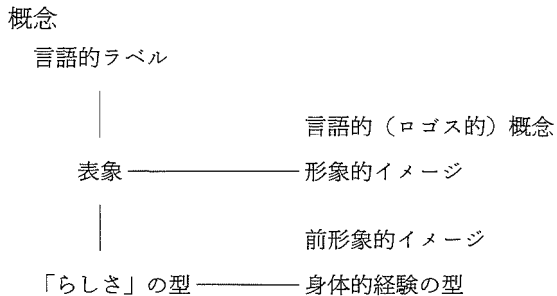 概念
言語的ラベル
言語的（ロゴス的）概念
表象
形象的イメージ
前形象的イメージ
「らしさ」の型
身体的経験の型